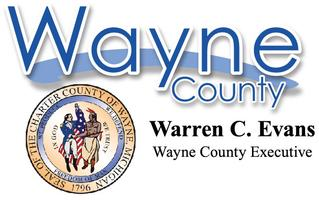 Wayne
County
SEAL OF THE CHARTER COUNTY OF WAYNE, MICHIGAN
1796
Warren C. Evans
Wayne County Executive